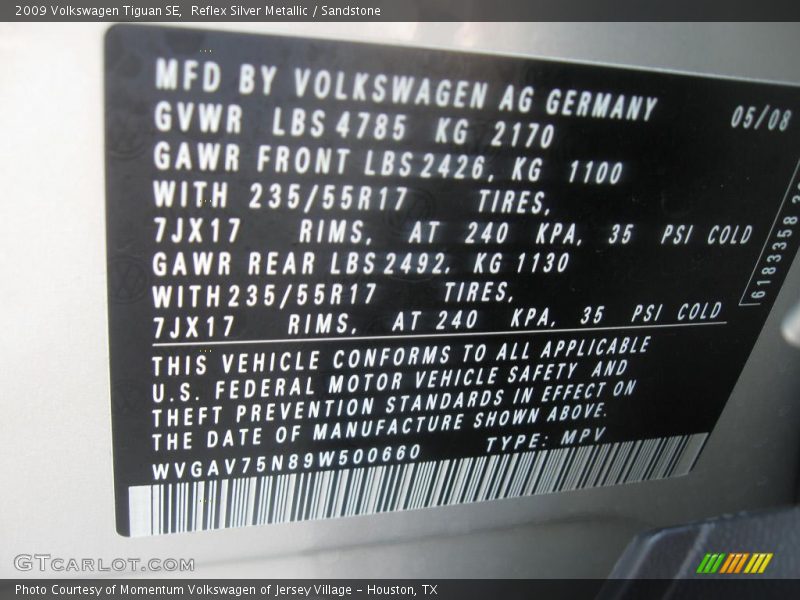 2009 Volkswagen Tiguan SE,  Reflex Silver Metallic / Sandstone
MFD BY VOLKSWAGEN AG GERMANY 05/08
GVWR LBS 4785 KG 2170
GAWR FRONT LBS 2426, KG 1100
WITH 235/55R17 TIRES,
7JX17 RIMS, AT 240 KPA, 35 PSI COLD
GAWR REAR LBS 2492, KG 1130
WITH 235/55R17 TIRES,
7JX17 RIMS, AT 240 KPA, 35 PSI COLD
6183358
THIS VEHICLE CONFORMS TO ALL APPLICABLE
U.S. FEDERAL MOTOR VEHICLE SAFETY AND
THEFT PREVENTION STANDARDS IN EFFECT ON
THE DATE OF MANUFACTURE SHOWN ABOVE.
WVGAV75N89W500660 TYPE: MPV
GTCARLOT.COM
Photo Courtesy of Momentum Volkswagen of Jersey Village – Houston, TX